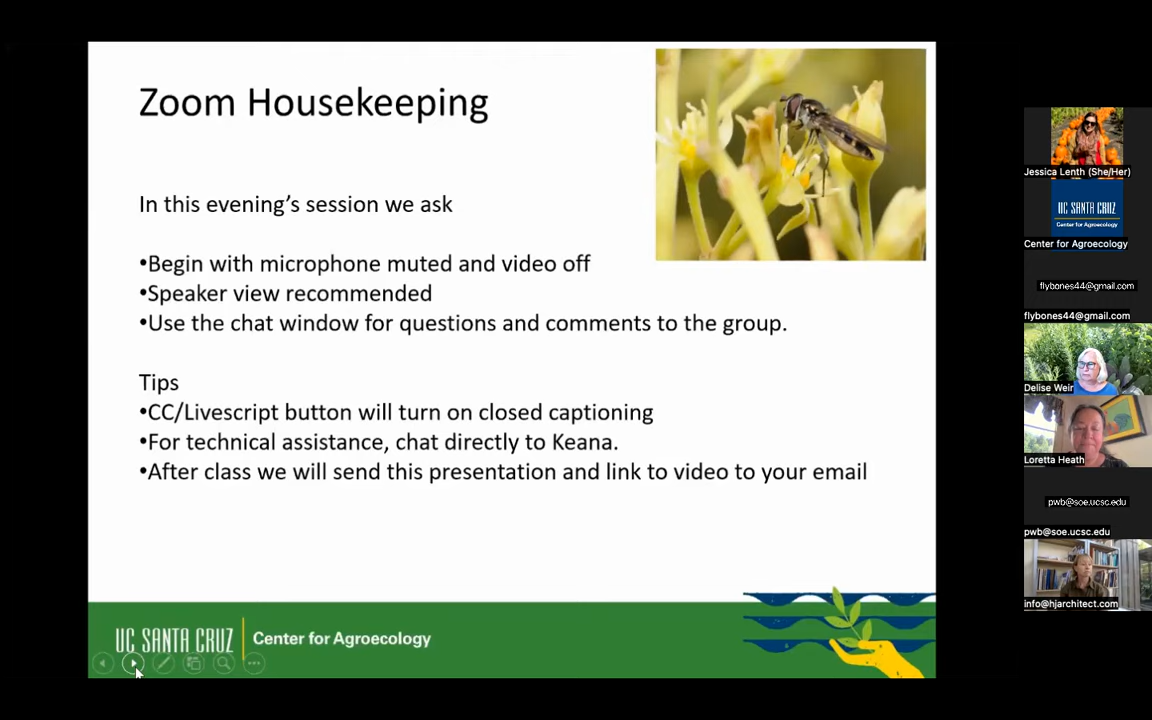 Zoom Housekeeping
In this evening's session we ask
•Begin with microphone muted and video off
•Speaker view recommended
•Use the chat window for questions and comments to the group.
Tips
•CC/Livescript button will turn on closed captioning
•For technical assistance, chat directly to Keana.
•After class we will send this presentation and link to video to your email
UC SANTA CRUZ Center for Agroecology
Jessica Lenth (She/Her)
UC SANTA CRUZ
Center for Agroecology
Center for Agroecology
flybones44@gmail.com
flybones44@gmail.com
Delise Weir
Loretta Heath
pwb@soe.ucsc.edu
pwb@soe.ucsc.edu
info@hjarchitect.com